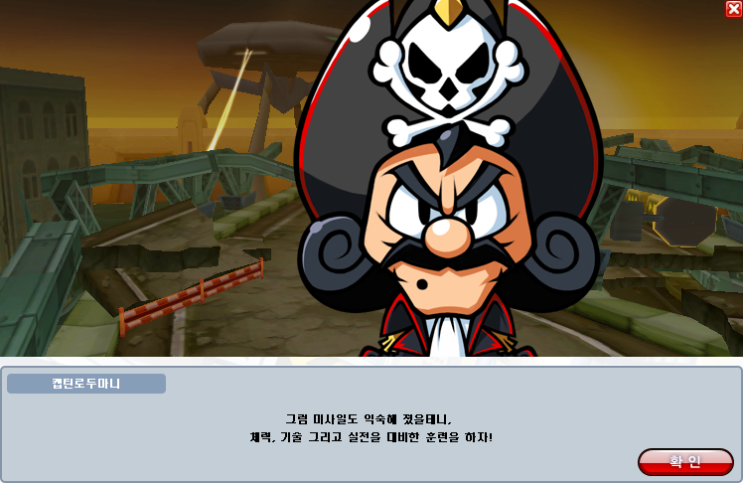 캡틴로두마니
그럼 미사일도 익숙해 졌을테니,
체력, 기술 그리고 실전을 대비한 훈련을 하자!
확 인